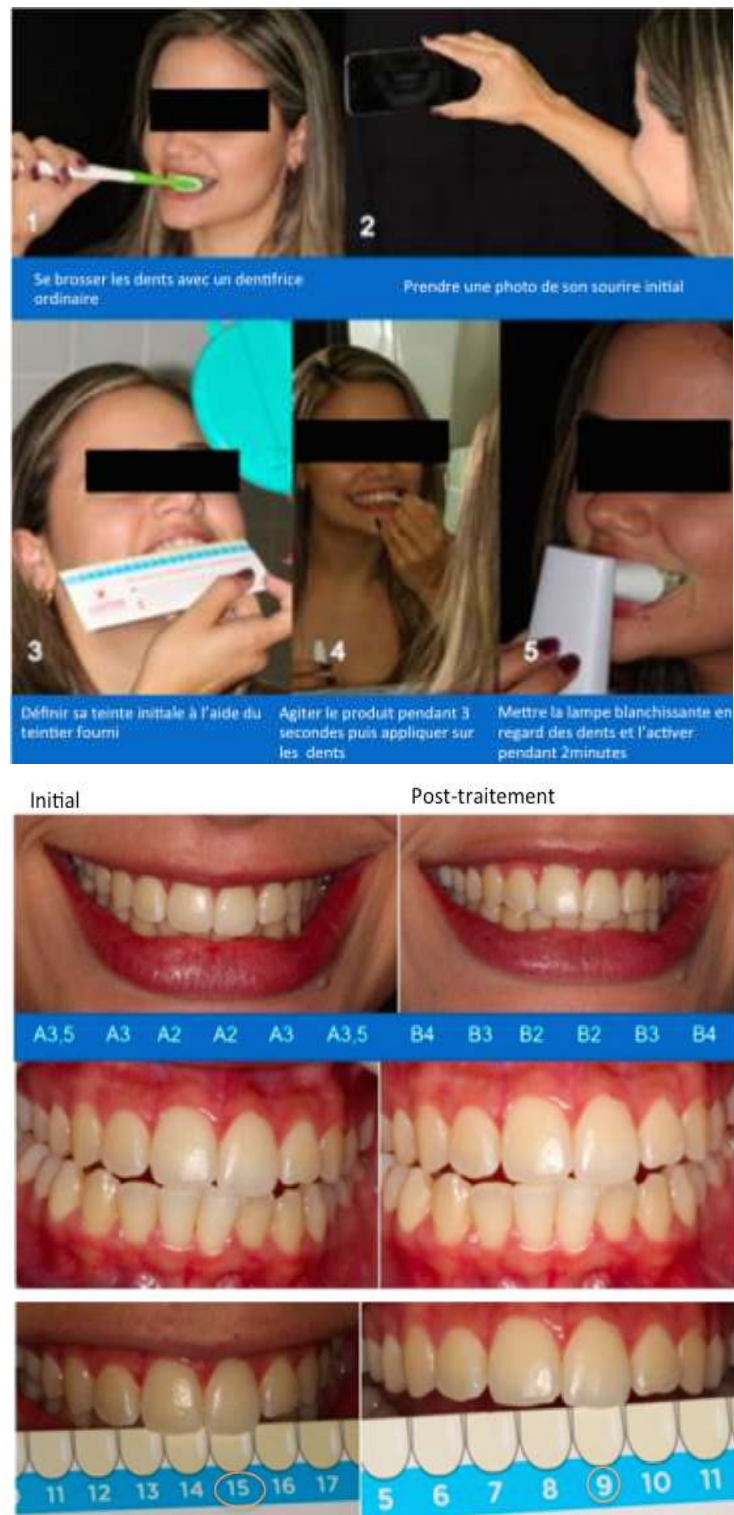 1
2
Se brosser les dents avec un dentifrice
ordinaire
Prendre une photo de son sourire initial
3
4
5
Définir sa teinte initiale à l'aide du
teintier fourni
Agiter le produit pendant 3
secondes puis appliquer sur
les dents
Mettre la lampe blanchissante en
regard des dents et l'activer
pendant 2minutes
Initial
Post-traitement
A3,5 A3 A2 A2 A3 A3,5
B4 B3 B2 B2 B3 B4
11 12 13 14 15 16 17
5 6 7 8 9 10 11